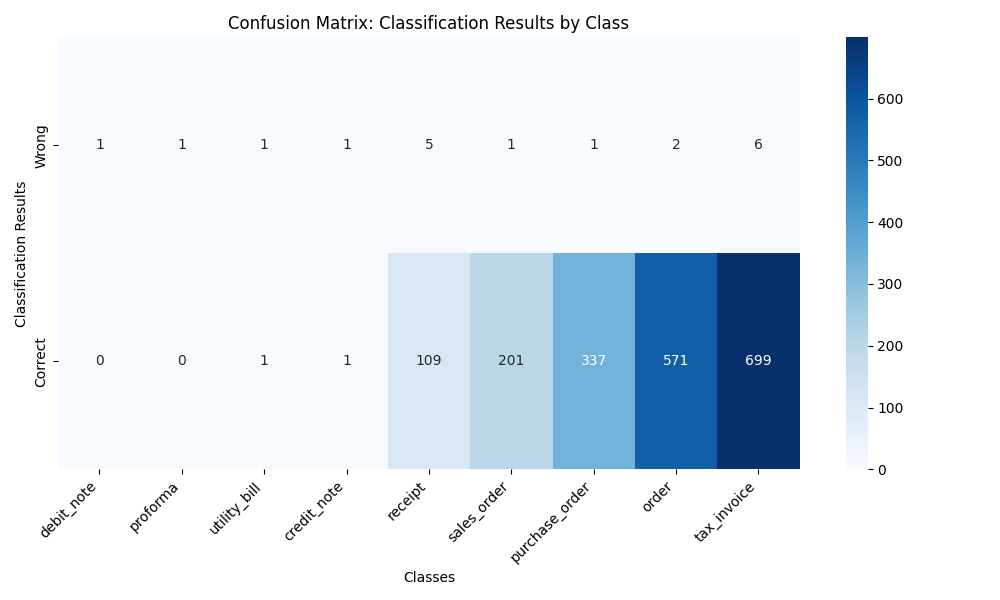 Confusion Matrix: Classification Results by Class
Classification Results
Wrong
1 1 1 1 5 1 1 2 6
Correct
0 0 1 1 109 201 337 571 699
debit_note
proforma
utility_bill
credit_note
receipt
sales_order
purchase_order
order
tax_invoice
Classes
600
500
400
300
200
100
0